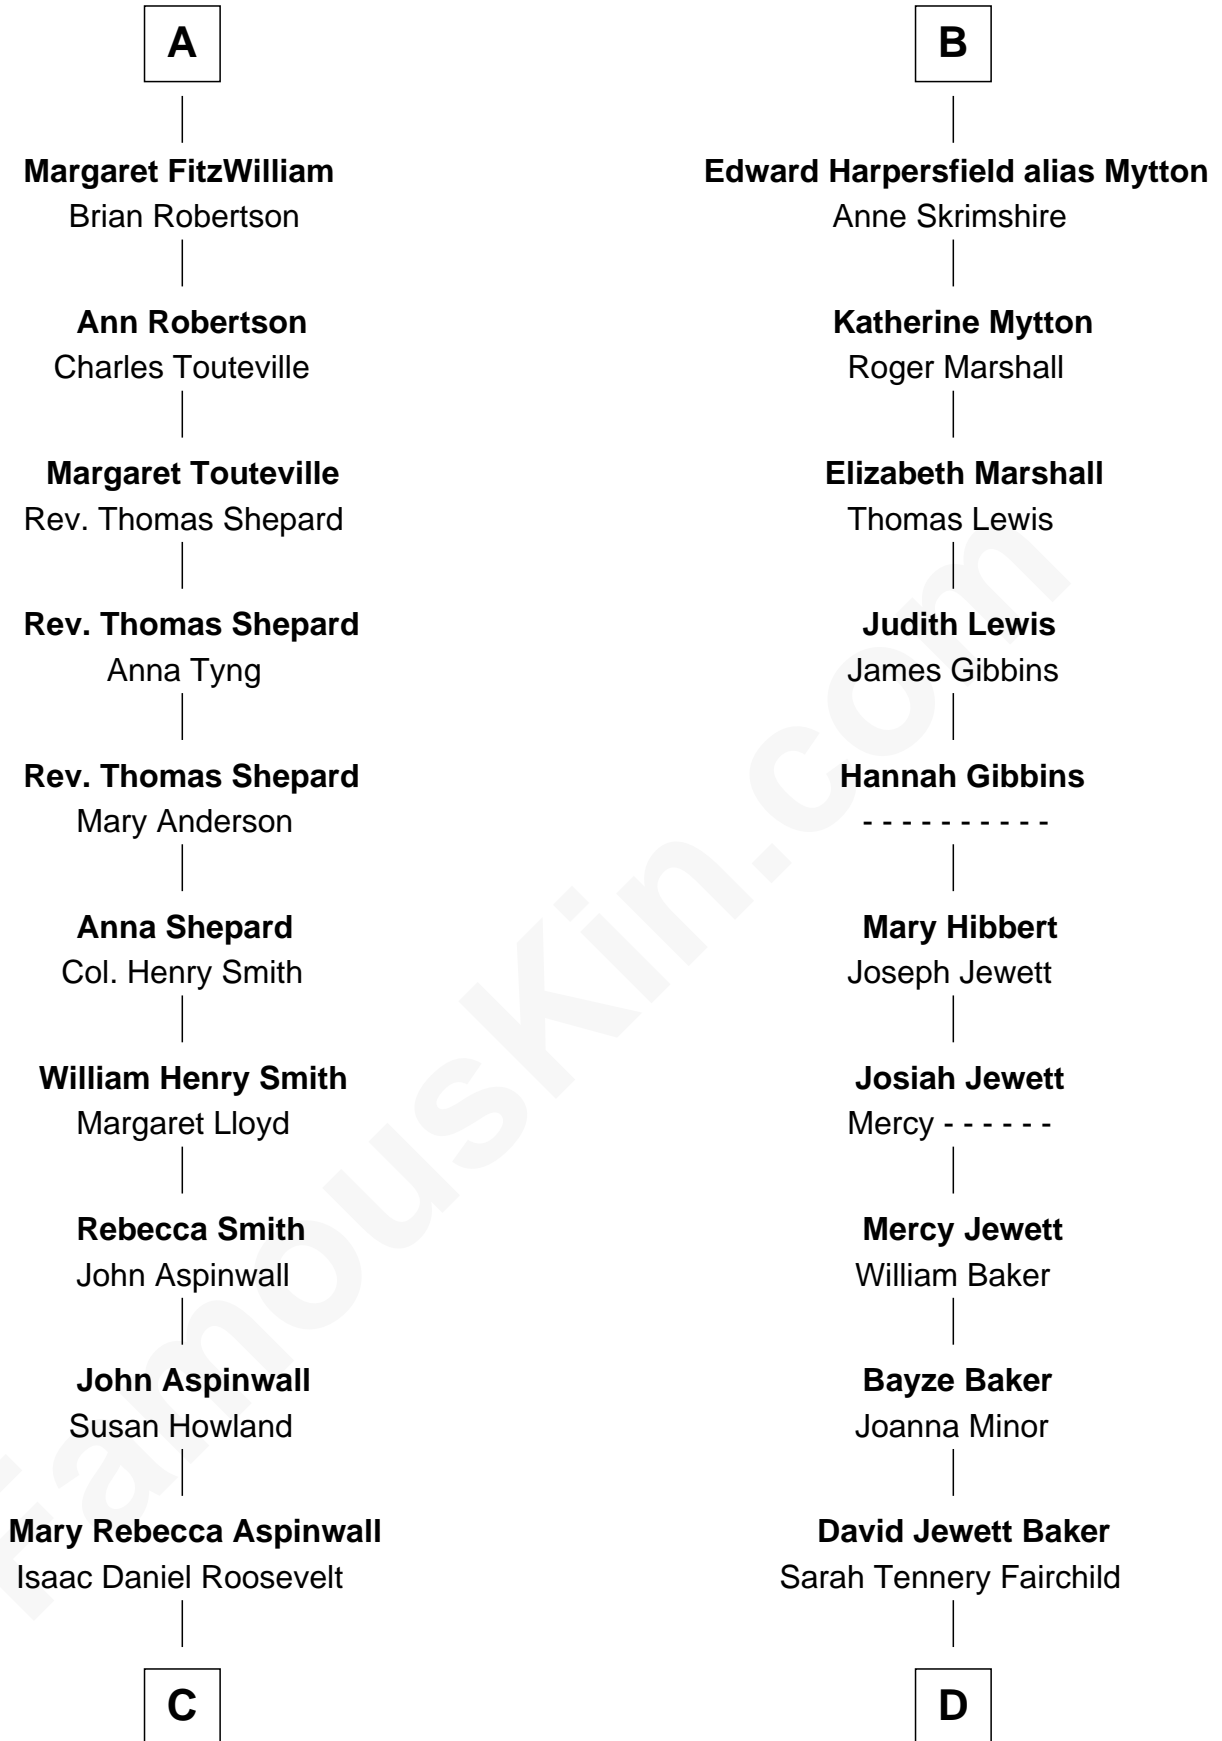 A
Margaret FitzWilliam
Brian Robertson
Ann Robertson
Charles Touteville
Margaret Touteville
Rev. Thomas Shepard
Rev. Thomas Shepard
Anna Tyng
Rev. Thomas Shepard
Mary Anderson
Anna Shepard
Col. Henry Smith
William Henry Smith
Margaret Lloyd
Rebecca Smith
John Aspinwall
John Aspinwall
Susan Howland
Mary Rebecca Aspinwall
Isaac Daniel Roosevelt
C
B
Edward Harpersfield alias Mytton
Anne Skrimshire
Katherine Mytton
Roger Marshall
Elizabeth Marshall
Thomas Lewis
Judith Lewis
James Gibbins
Hannah Gibbins
- - - - - - - - - -
Mary Hibbert
Joseph Jewett
Josiah Jewett
Mercy - - - - - -
Mercy Jewett
William Baker
Bayze Baker
Joanna Minor
David Jewett Baker
Sarah Tennery Fairchild
D
FamousKin.com